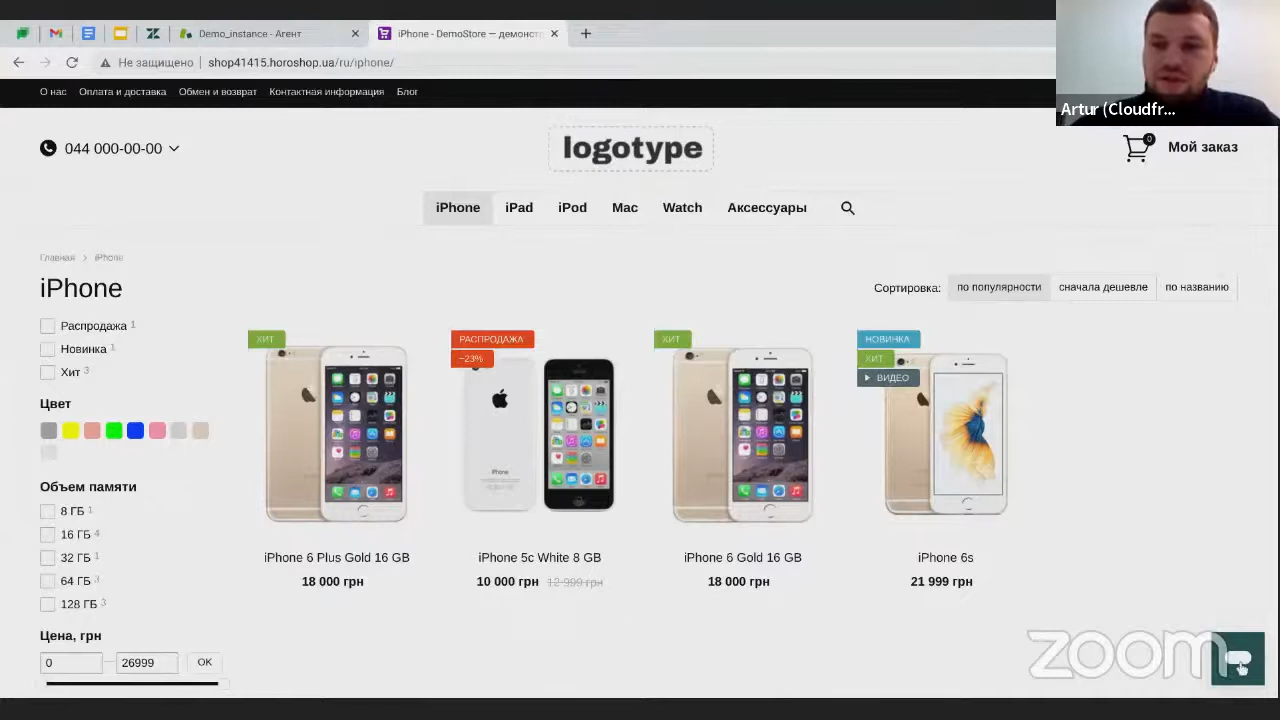 Demo_instance - Агент
iPhone - DemoStore — демонстр
Не защищено
shop41415.horoshop.ua/ru/iphone/
О нас
Оплата и доставка
Обмен и возврат
Контактная информация
Блог
Artur (Cloudfr...
044 000-00-00
logotype
0
Мой заказ
iPhone
iPad
iPod
Mac
Watch
Аксессуары
Главная
iPhone
iPhone
Сортировка:
по популярности
сначала дешевле
по названию
Распродажа 1
Новинка 1
Хит 3
Цвет
Объем памяти
8 ГБ 1
16 ГБ 4
32 ГБ 1
64 ГБ 3
128 ГБ 3
Цена, грн
0
26999
OK
ХИТ
iPhone 6 Plus Gold 16 GB
18 000 грн
РАСПРОДАЖА
−23%
iPhone
iPhone 5c White 8 GB
10 000 грн 12 999 грн
ХИТ
iPhone 6 Gold 16 GB
18 000 грн
НОВИНКА
ХИТ
ВИДЕО
iPhone 6s
21 999 грн
zoom